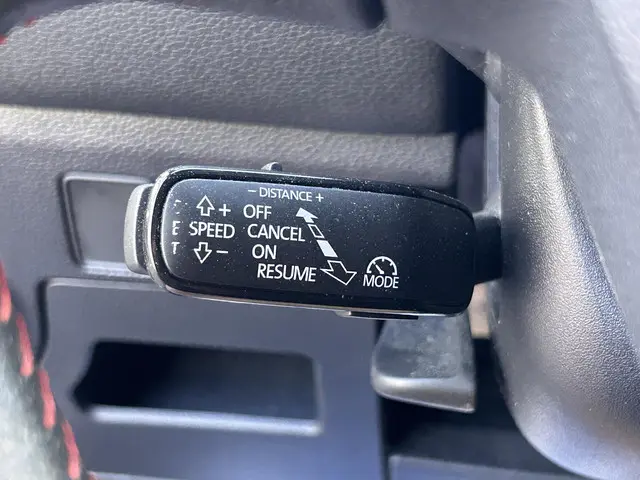 - DISTANCE +
+ OFF
E SPEED CANCEL
T - ON
RESUME
MODE